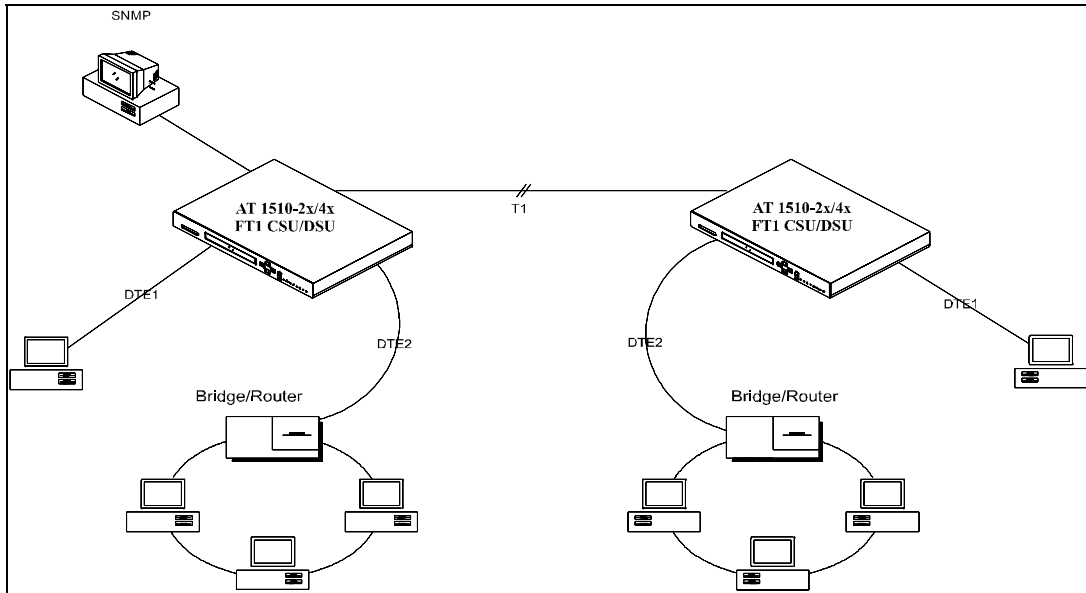 SNMP
AT 1510-2x/4x
FT1 CSU/DSU
T1
AT 1510-2x/4x
FT1 CSU/DSU
DTE1
DTE2
DTE2
DTE1
Bridge/Router
Bridge/Router